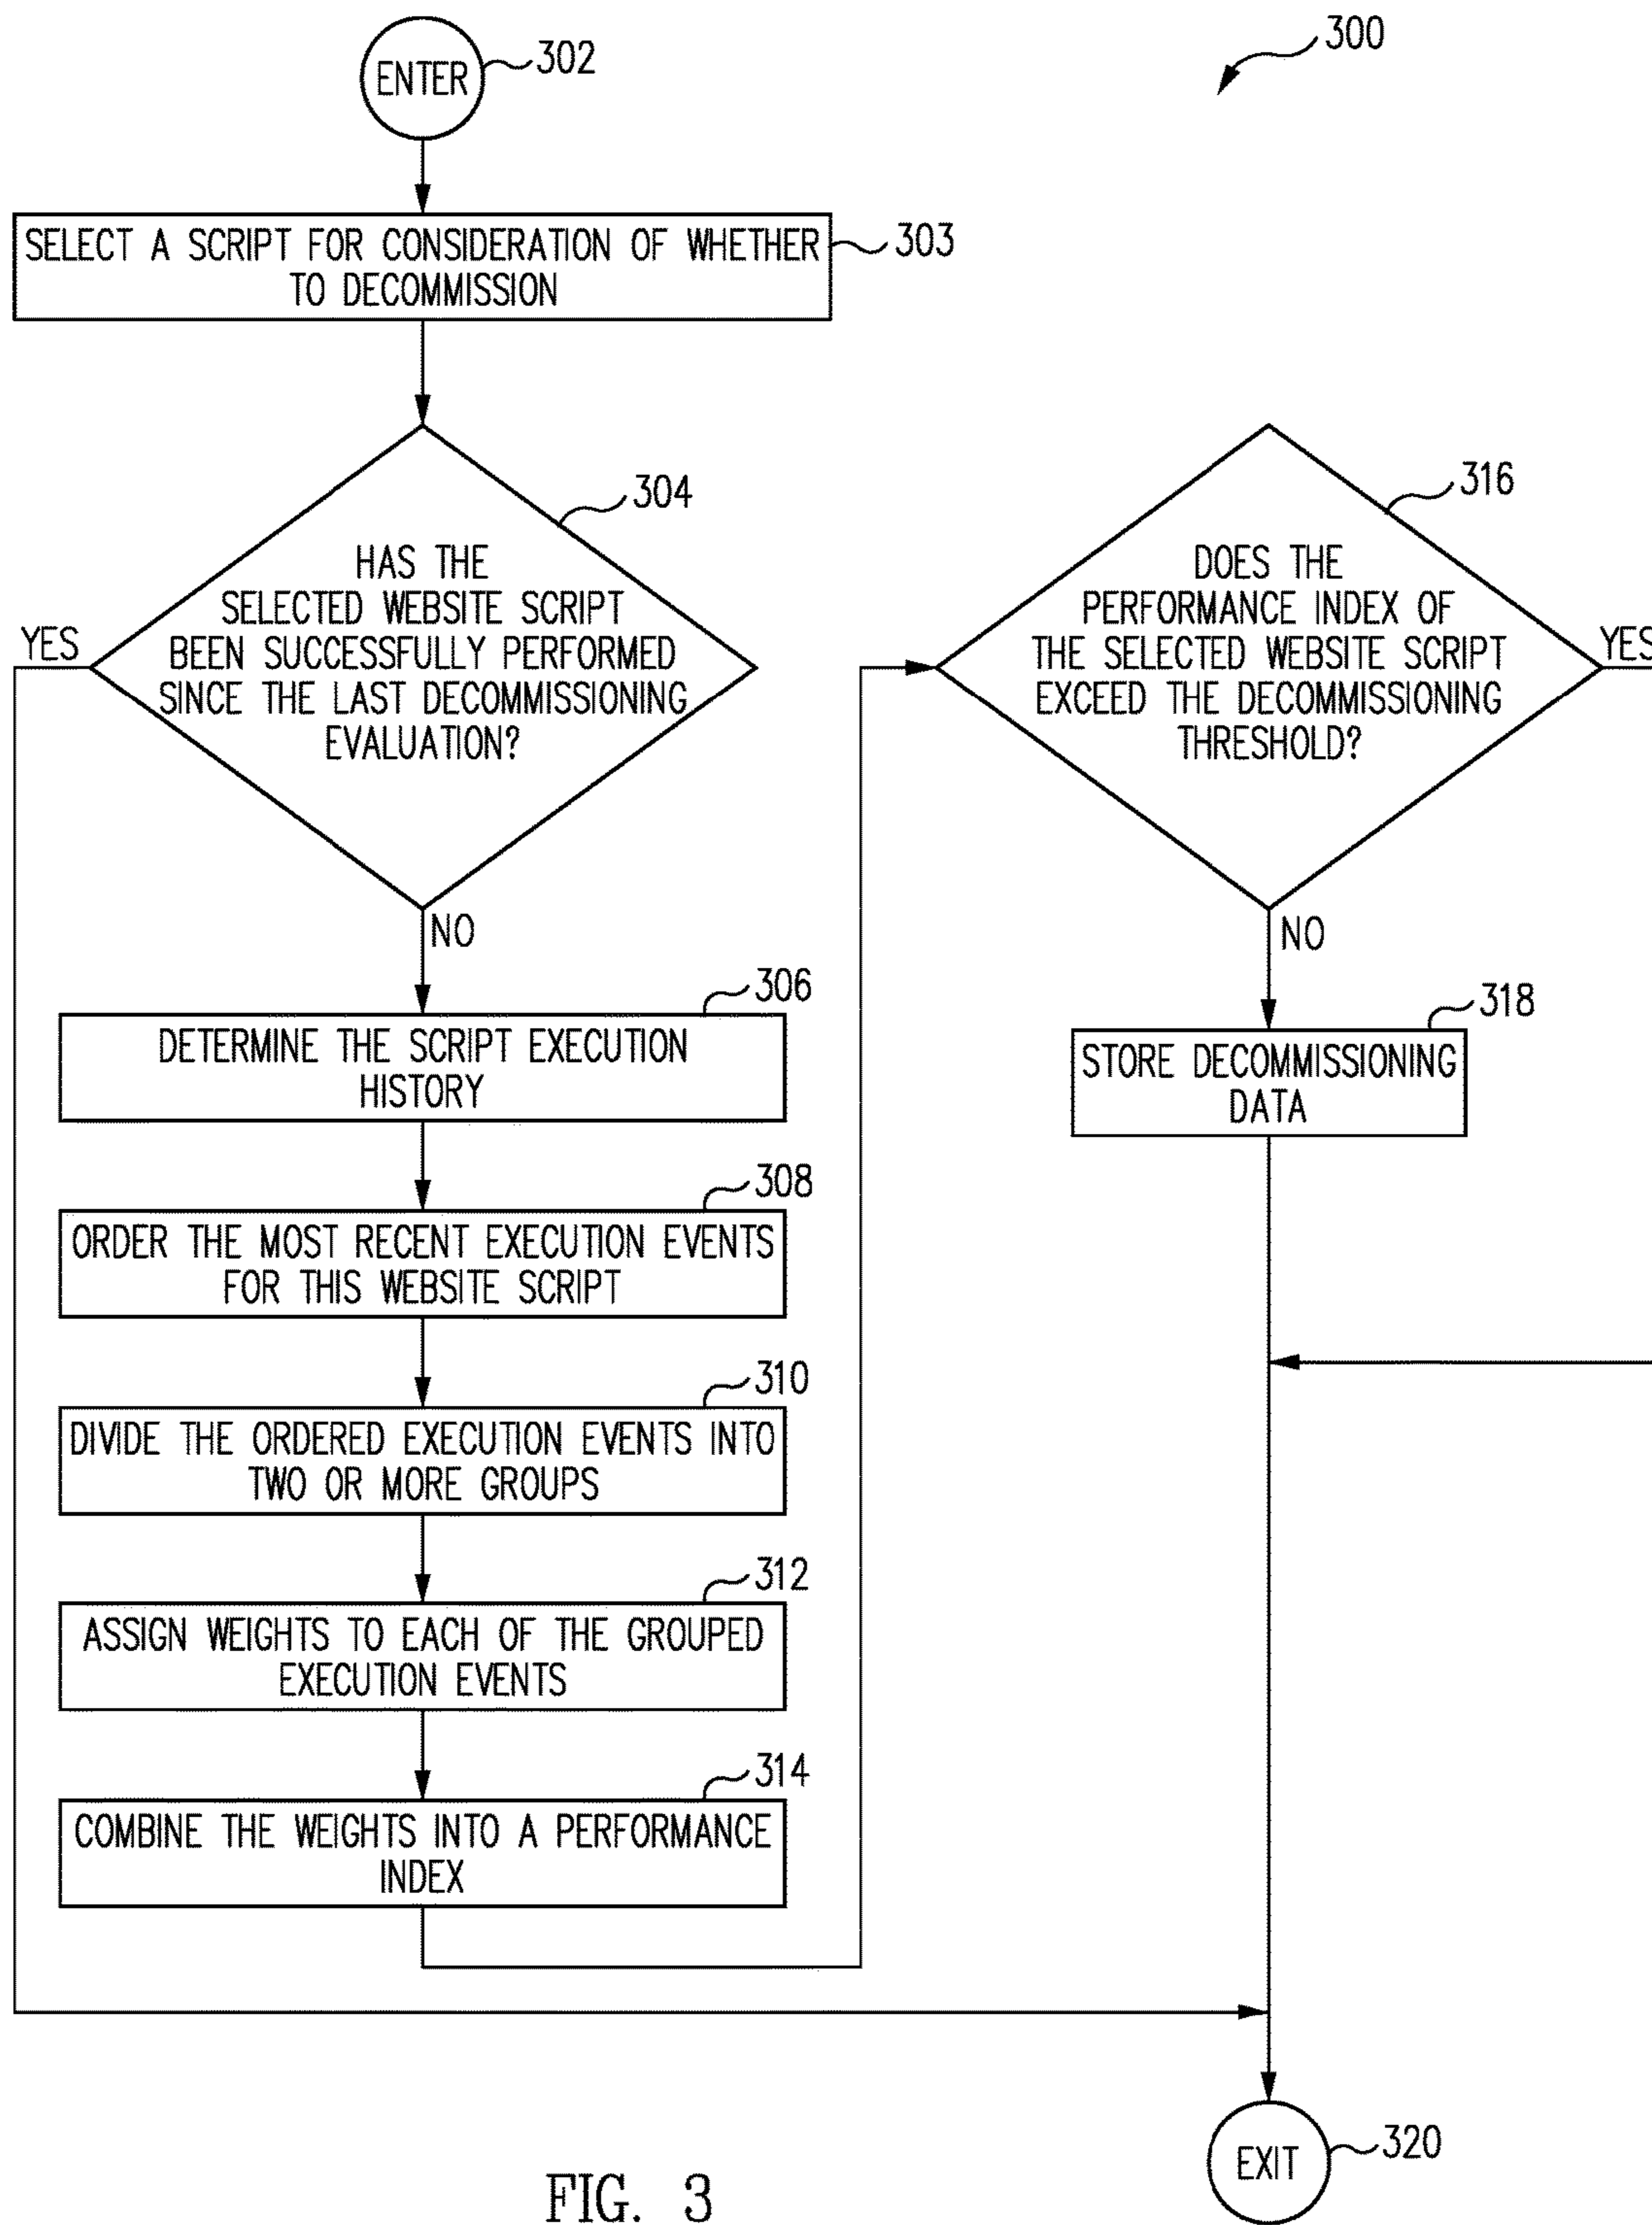 300
ENTER
302
SELECT A SCRIPT FOR CONSIDERATION OF WHETHER
TO DECOMMISSION
303
304
HAS THE
SELECTED WEBSITE SCRIPT
BEEN SUCCESSFULLY PERFORMED
SINCE THE LAST DECOMMISSIONING
EVALUATION?
YES
NO
306
DETERMINE THE SCRIPT EXECUTION
HISTORY
308
ORDER THE MOST RECENT EXECUTION EVENTS
FOR THIS WEBSITE SCRIPT
310
DIVIDE THE ORDERED EXECUTION EVENTS INTO
TWO OR MORE GROUPS
312
ASSIGN WEIGHTS TO EACH OF THE GROUPED
EXECUTION EVENTS
314
COMBINE THE WEIGHTS INTO A PERFORMANCE
INDEX
316
DOES THE
PERFORMANCE INDEX OF
THE SELECTED WEBSITE SCRIPT
EXCEED THE DECOMMISSIONING
THRESHOLD?
YES
NO
318
STORE DECOMMISSIONING
DATA
EXIT
320
FIG. 3